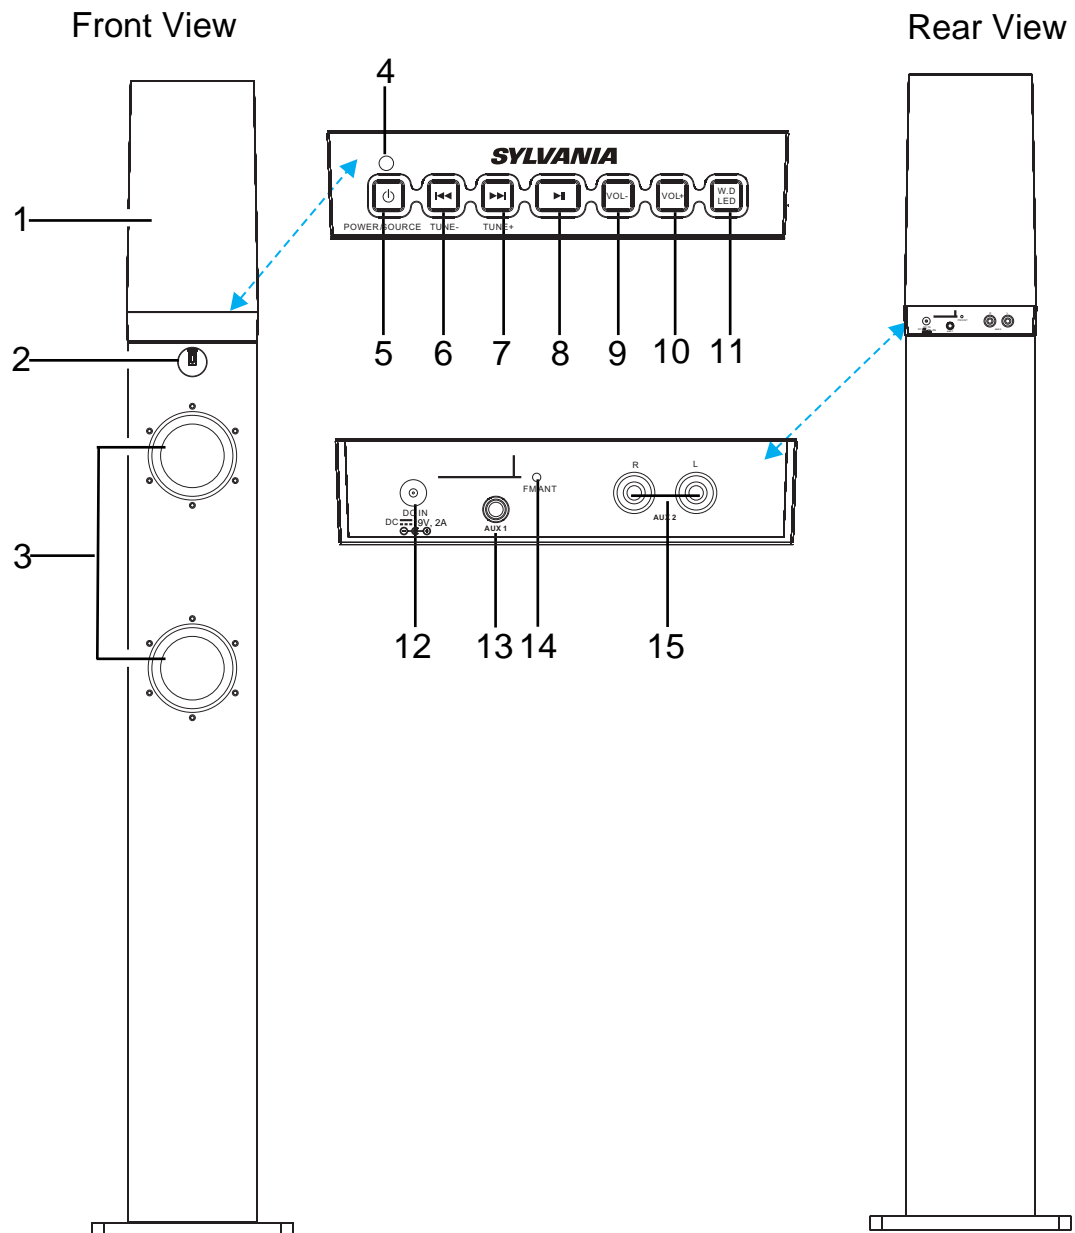 Front View
Rear View
4
SYLVANIA
1
VOL-
VOL+
W.D
LED
POWER/SOURCE
TUNE-
TUNE+
2
5
6
7
8
9
10
11
3
R
L
FM ANT
DC IN
DC 9V, 2A
AUX 1
AUX 2
12
13
14
15